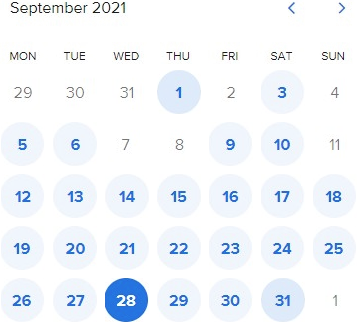 September 2021
MON TUE WED THU FRI SAT SUN
29 30 31 1 2 3 4
5 6 7 8 9 10 11
12 13 14 15 16 17 18
19 20 21 22 23 24 25
26 27 28 29 30 31 1